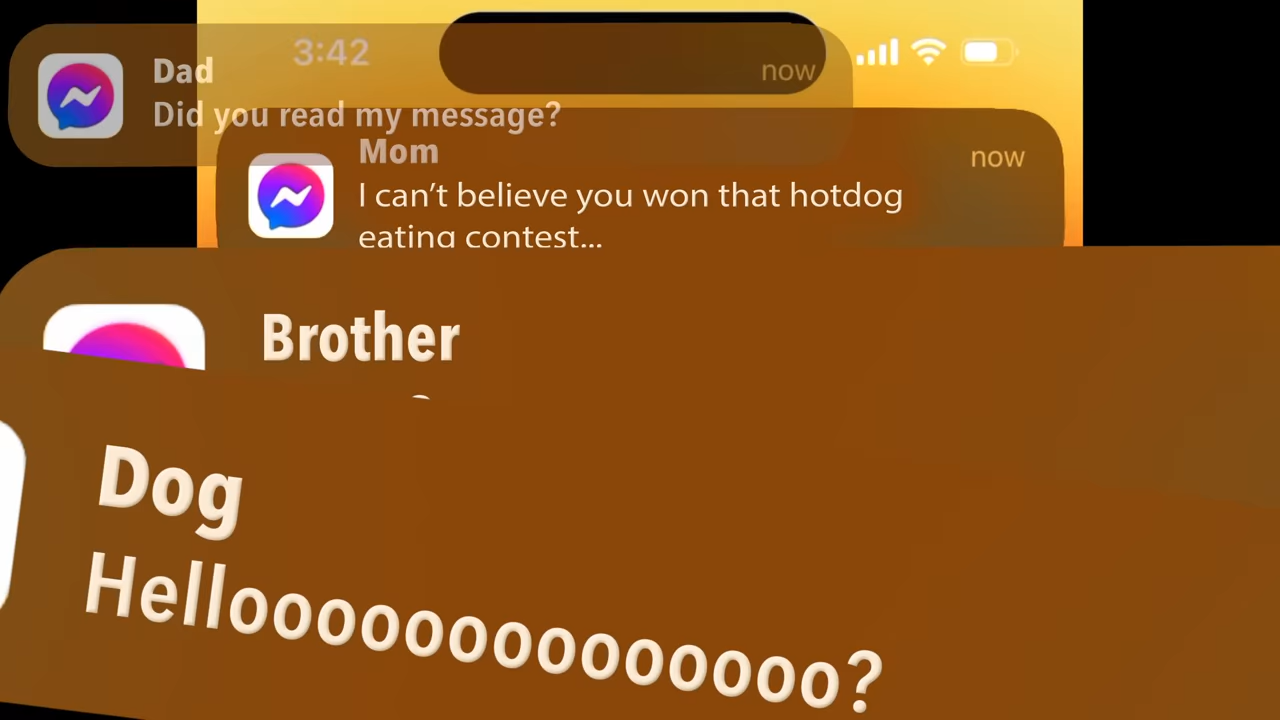 3:42
Dad
now
Did you read my message?
Mom
now
I can’t believe you won that hotdog
eating contest...
Brother
Dog
Hellooooooooooooooo?